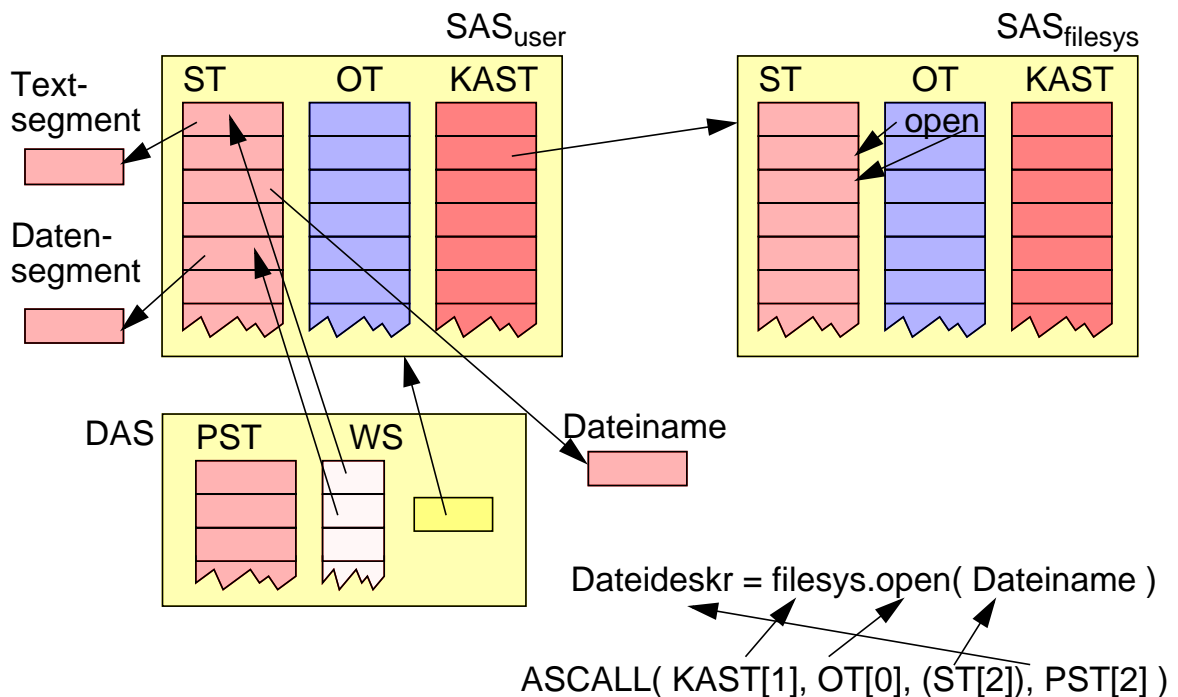 SASuser
SASfilesys
ST OT KAST
ST OT KAST
Text-
segment
open
Daten-
segment
DAS
PST WS
Dateiname
Dateideskr = filesys.open( Dateiname )
ASCALL( KAST[1], OT[0], (ST[2]), PST[2] )